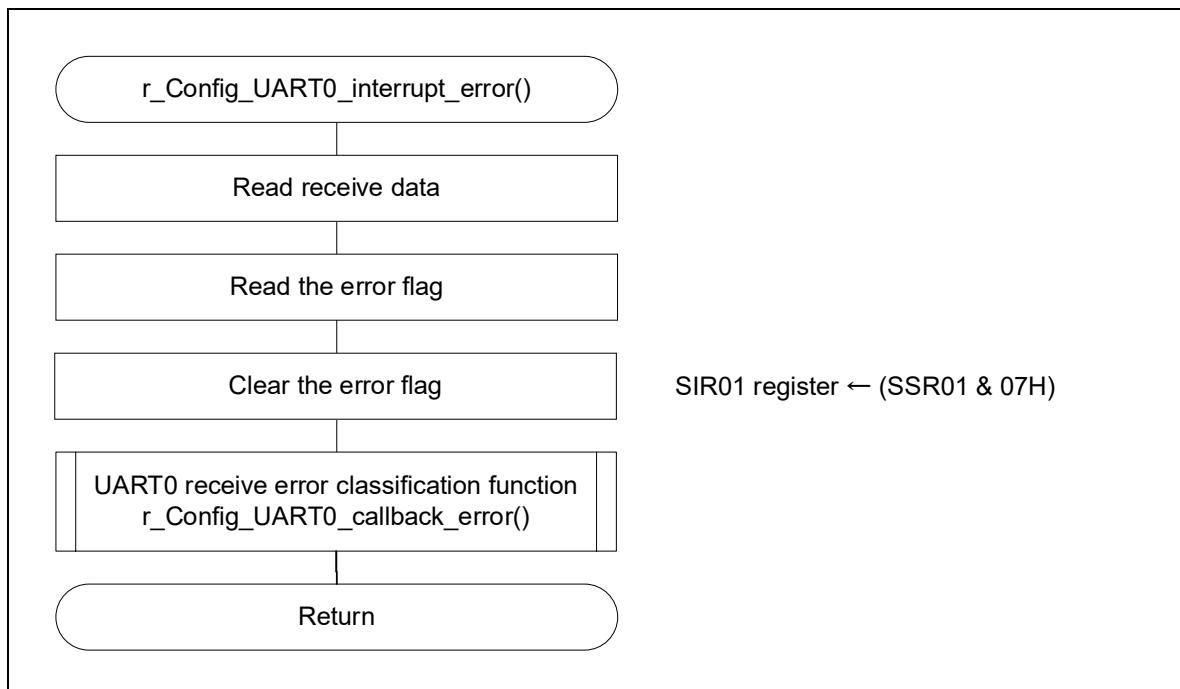 r_Config_UART0_interrupt_error()
Read receive data
Read the error flag
Clear the error flag
SIR01 register ← (SSR01 & 07H)
UART0 receive error classification function
r_Config_UART0_callback_error()
Return